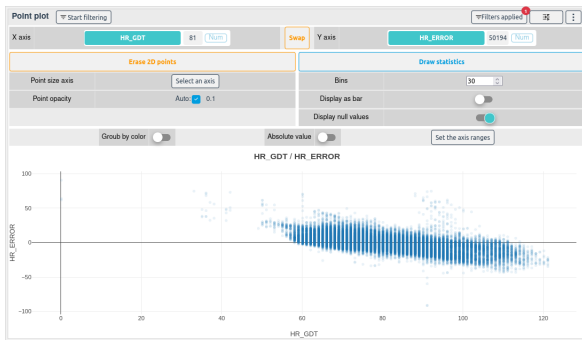 Point plot Start filtering Filters applied 1
X axis HR_GDT 81 Num Swap Y axis HR_ERROR 50194 Num
Erase 2D points Draw statistics
Point size axis Select an axis Bins 30
Point opacity Auto: 0.1 Display as bar
Display null values
Group by color Absolute value Set the axis ranges
HR_GDT / HR_ERROR
100
50
0
−50
−100
HR_ERROR
0 20 40 60 80 100 120
HR_GDT